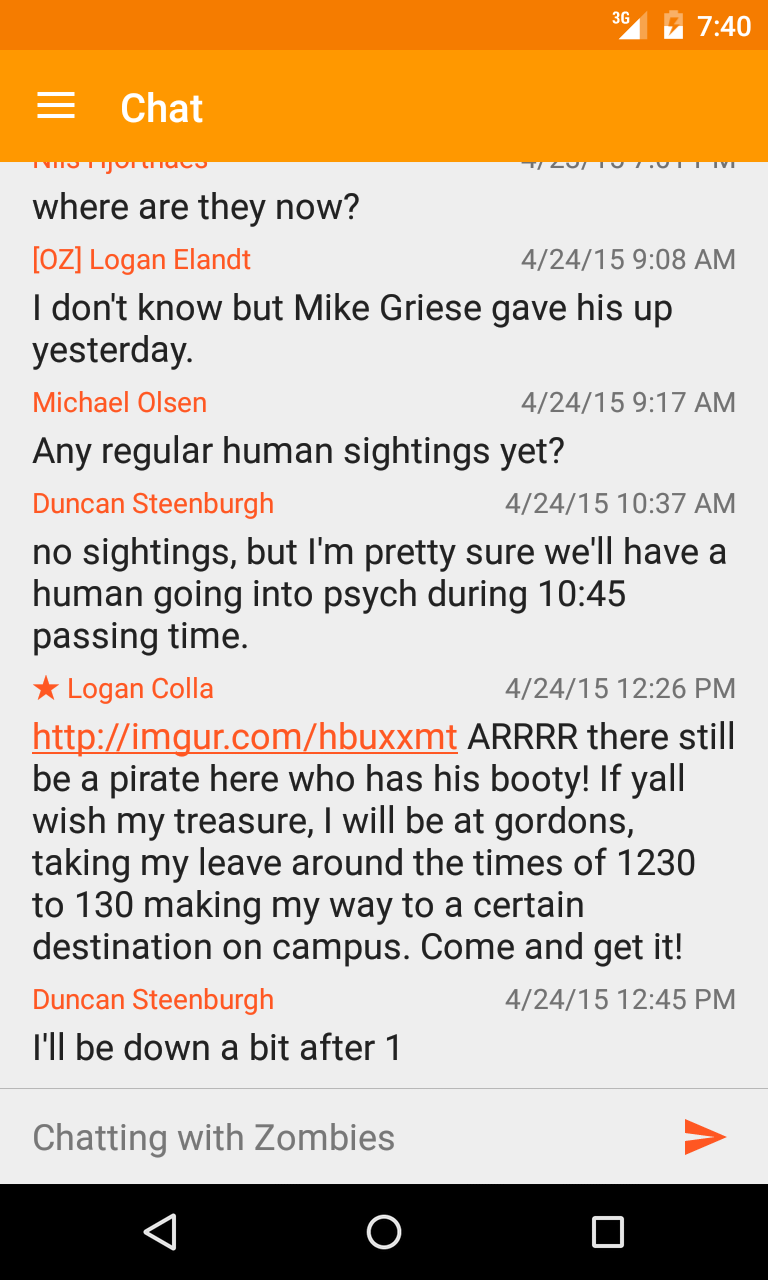 3G 7:40
Chat
where are they now?
[OZ] Logan Elandt 4/24/15 9:08 AM
I don't know but Mike Griese gave his up
yesterday.
Michael Olsen 4/24/15 9:17 AM
Any regular human sightings yet?
Duncan Steenburgh 4/24/15 10:37 AM
no sightings, but I'm pretty sure we'll have a
human going into psych during 10:45
passing time.
★ Logan Colla 4/24/15 12:26 PM
http://imgur.com/hbuxxmt ARRRR there still
be a pirate here who has his booty! If yall
wish my treasure, I will be at gordons,
taking my leave around the times of 1230
to 130 making my way to a certain
destination on campus. Come and get it!
Duncan Steenburgh 4/24/15 12:45 PM
I'll be down a bit after 1
Chatting with Zombies